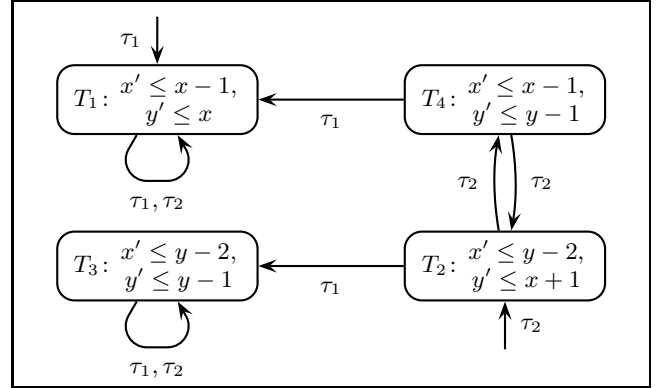 τ₁
T₁: x′ ≤ x − 1,
y′ ≤ x
T₄: x′ ≤ x − 1,
y′ ≤ y − 1
τ₁
τ₁, τ₂
τ₂
τ₂
T₃: x′ ≤ y − 2,
y′ ≤ y − 1
T₂: x′ ≤ y − 2,
y′ ≤ x + 1
τ₁
τ₂
τ₁, τ₂